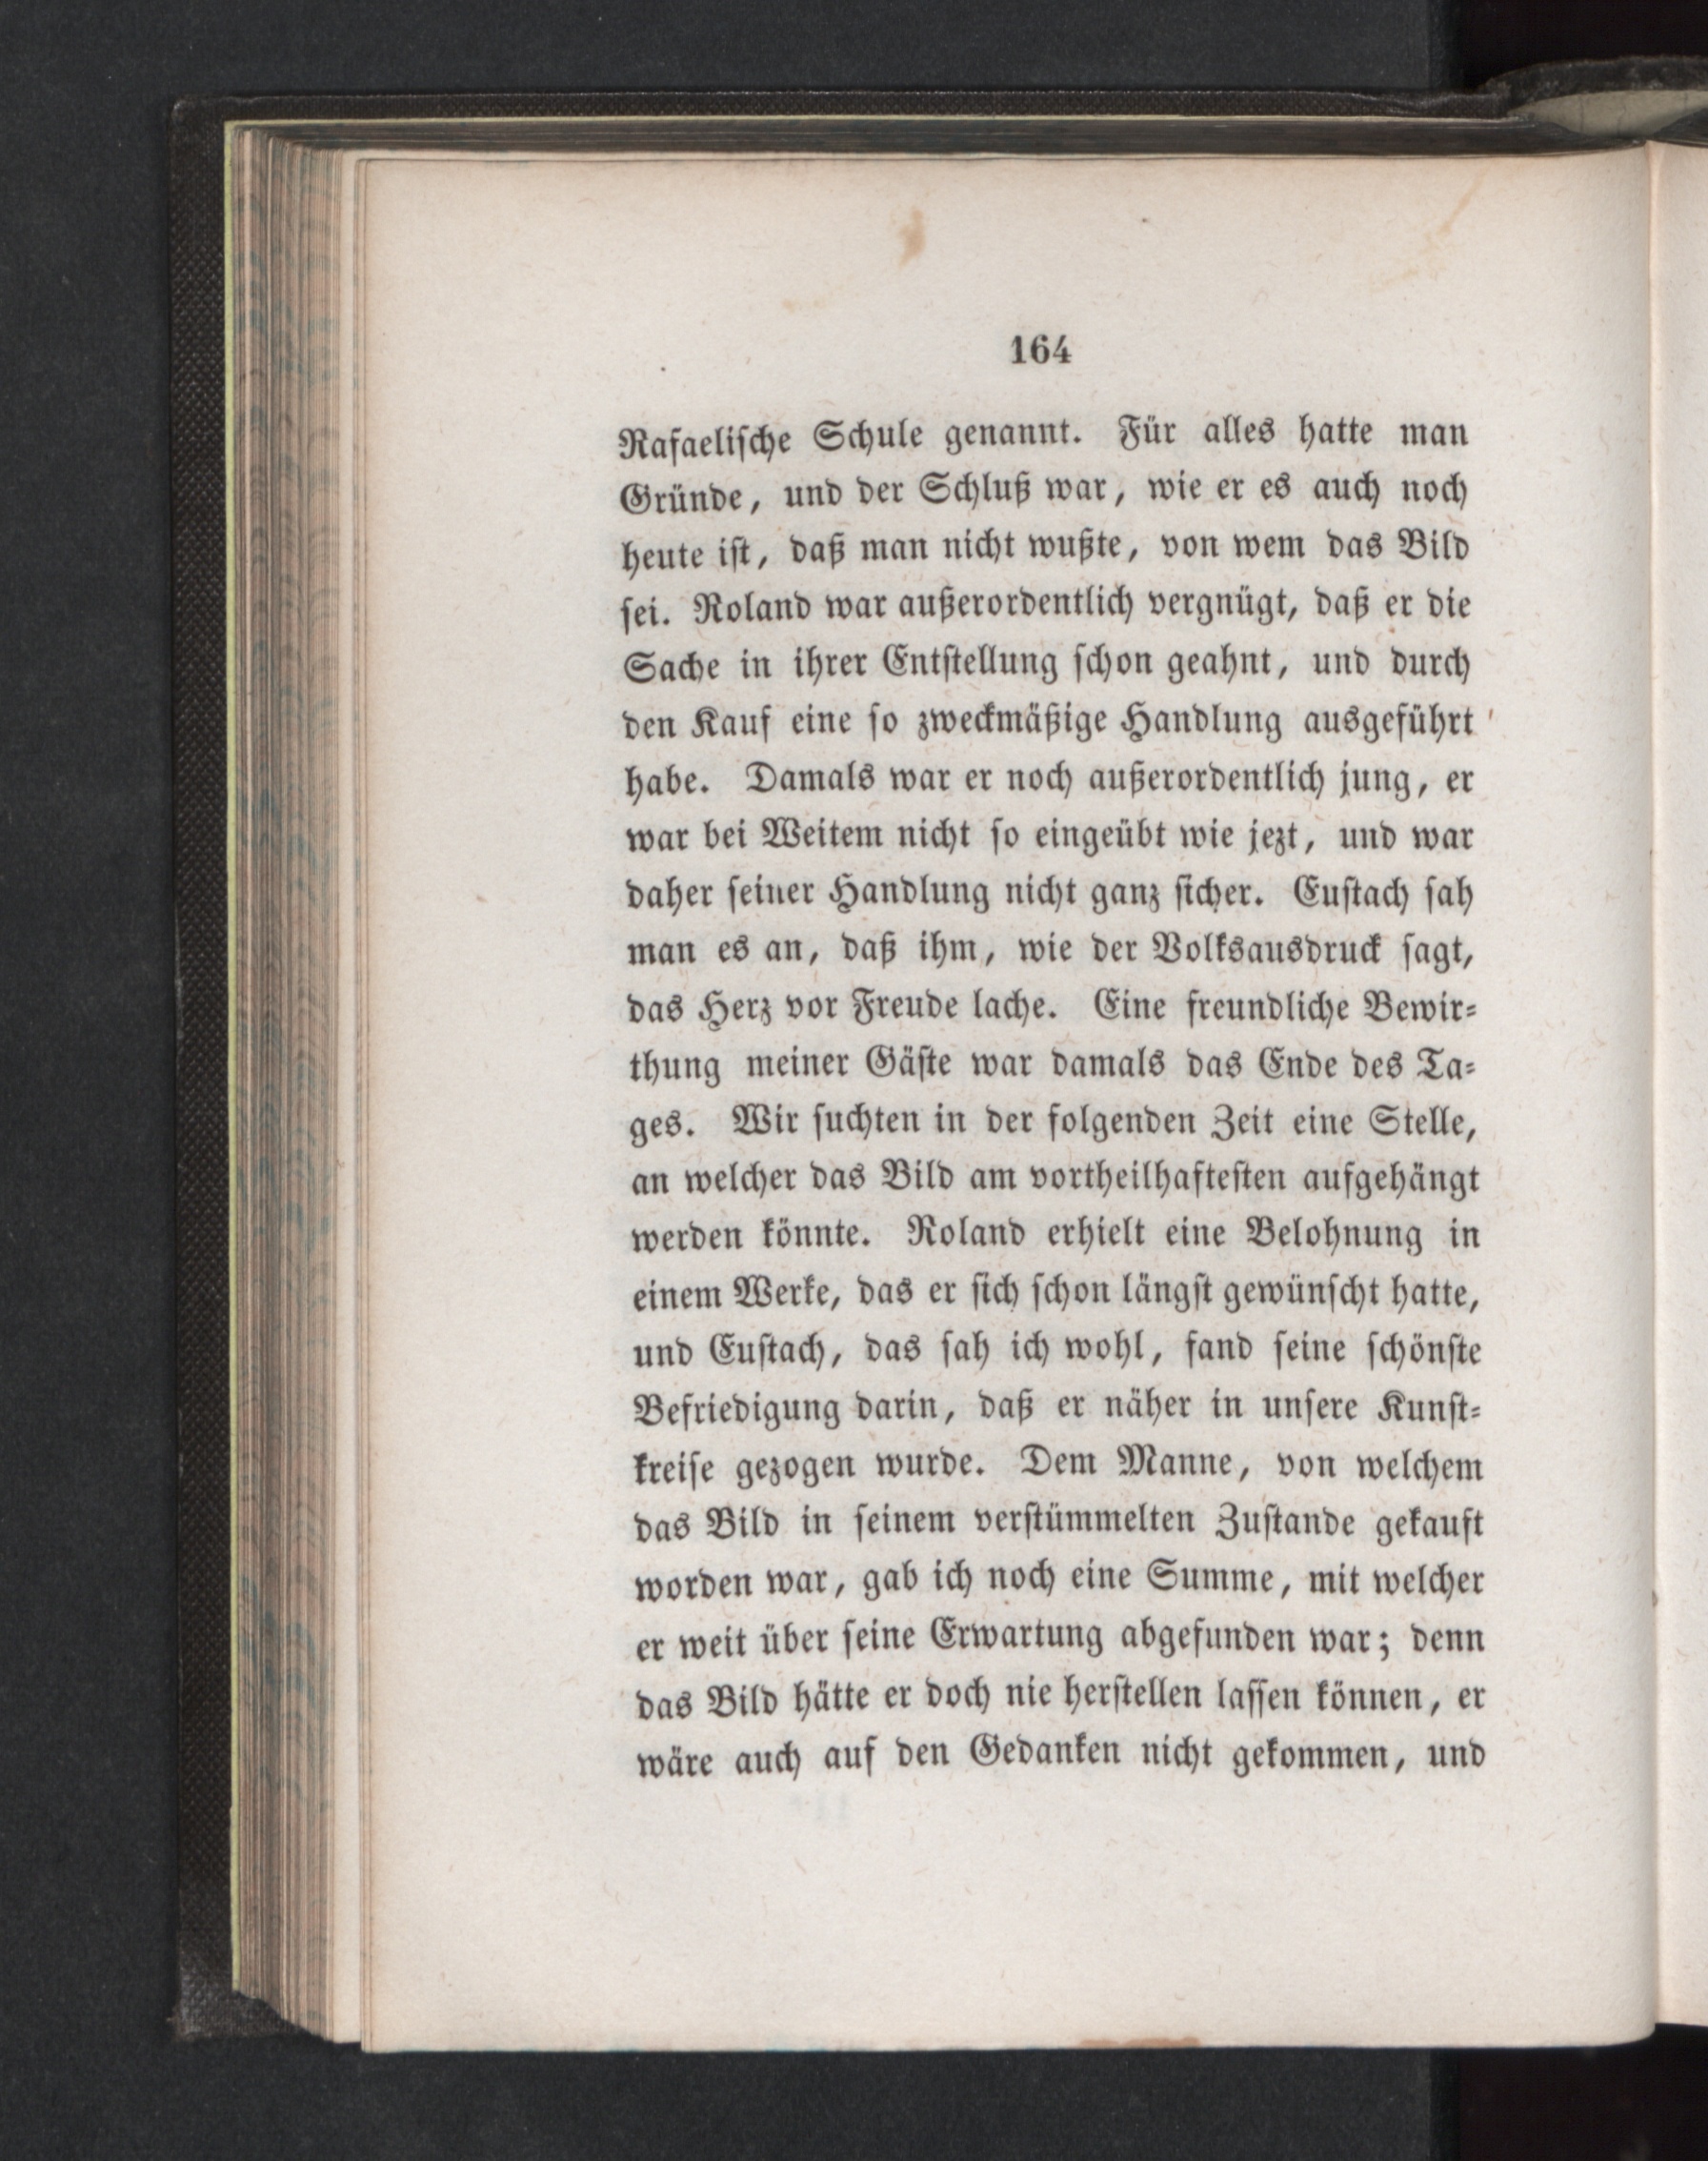 164
Rafaelische Schule genannt. Für alles hatte man
Gründe, und der Schluß war, wie er es auch noch
heute ist, daß man nicht wußte, von wem das Bild
sei. Roland war außerordentlich vergnügt, daß er die
Sache in ihrer Entstellung schon geahnt, und durch
den Kauf eine so zweckmäßige Handlung ausgeführt
habe. Damals war er noch außerordentlich jung, er
war bei Weitem nicht so eingeübt wie jezt, und war
daher seiner Handlung nicht ganz sicher. Eustach sah
man es an, daß ihm, wie der Volksausdruck sagt,
das Herz vor Freude lache. Eine freundliche Bewir-
thung meiner Gäste war damals das Ende des Ta-
ges. Wir suchten in der folgenden Zeit eine Stelle,
an welcher das Bild am vortheilhaftesten aufgehängt
werden könnte. Roland erhielt eine Belohnung in
einem Werke, das er sich schon längst gewünscht hatte,
und Eustach, das sah ich wohl, fand seine schönste
Befriedigung darin, daß er näher in unsere Kunst-
kreise gezogen wurde. Dem Manne, von welchem
das Bild in seinem verstümmelten Zustande gekauft
worden war, gab ich noch eine Summe, mit welcher
er weit über seine Erwartung abgefunden war; denn
das Bild hätte er doch nie herstellen lassen können, er
wäre auch auf den Gedanken nicht gekommen, und